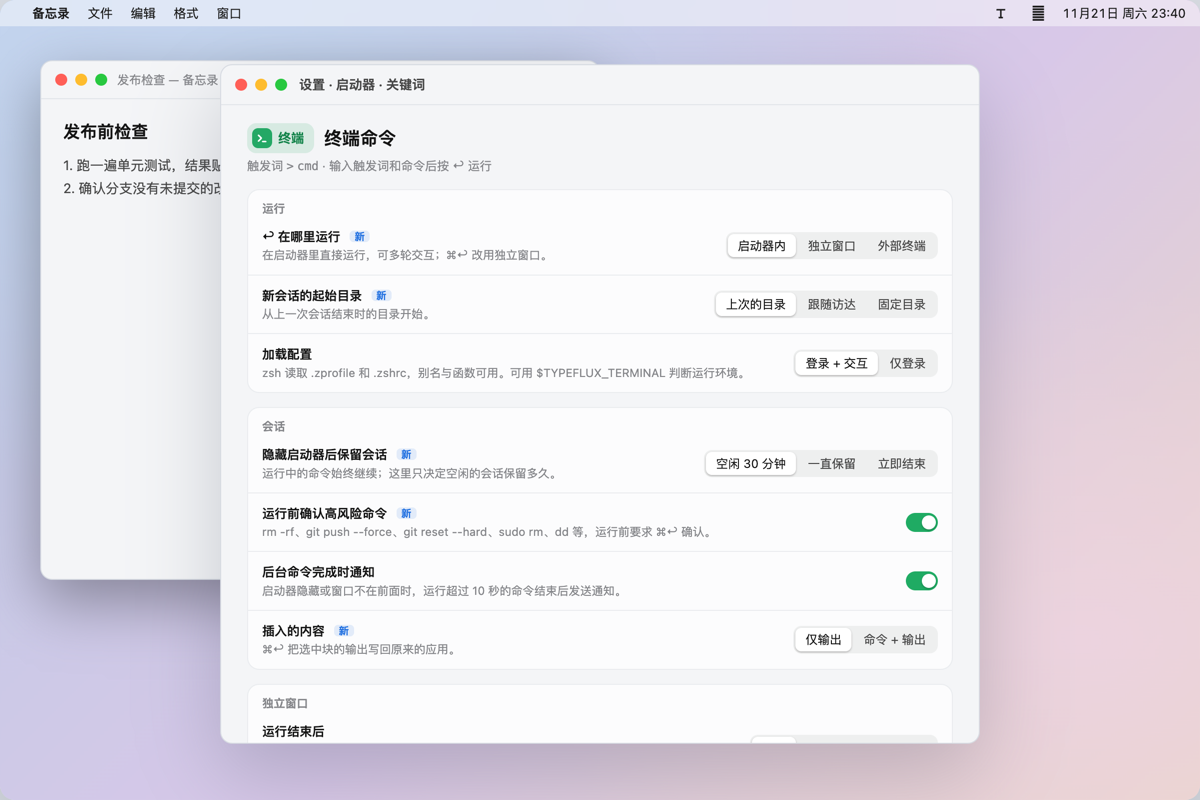 备忘录 文件 编辑 格式 窗口 T 11月21日 周六 23:40
发布检查 — 备忘录
发布前检查
1. 跑一遍单元测试，结果贴
2. 确认分支没有未提交的改
设置 · 启动器 · 关键词
终端 终端命令
触发词 > cmd · 输入触发词和命令后按 ↩ 运行
运行
↩ 在哪里运行 新
在启动器里直接运行，可多轮交互；⌘↩ 改用独立窗口。
启动器内 独立窗口 外部终端
新会话的起始目录 新
从上一次会话结束时的目录开始。
上次的目录 跟随访达 固定目录
加载配置
zsh 读取 .zprofile 和 .zshrc，别名与函数可用。可用 $TYPEFLUX_TERMINAL 判断运行环境。
登录 + 交互 仅登录
会话
隐藏启动器后保留会话 新
运行中的命令始终继续；这里只决定空闲的会话保留多久。
空闲 30 分钟 一直保留 立即结束
运行前确认高风险命令 新
rm -rf、git push --force、git reset --hard、sudo rm、dd 等，运行前要求 ⌘↩ 确认。
后台命令完成时通知
启动器隐藏或窗口不在前面时，运行超过 10 秒的命令结束后发送通知。
插入的内容 新
⌘↩ 把选中块的输出写回原来的应用。
仅输出 命令 + 输出
独立窗口
运行结束后